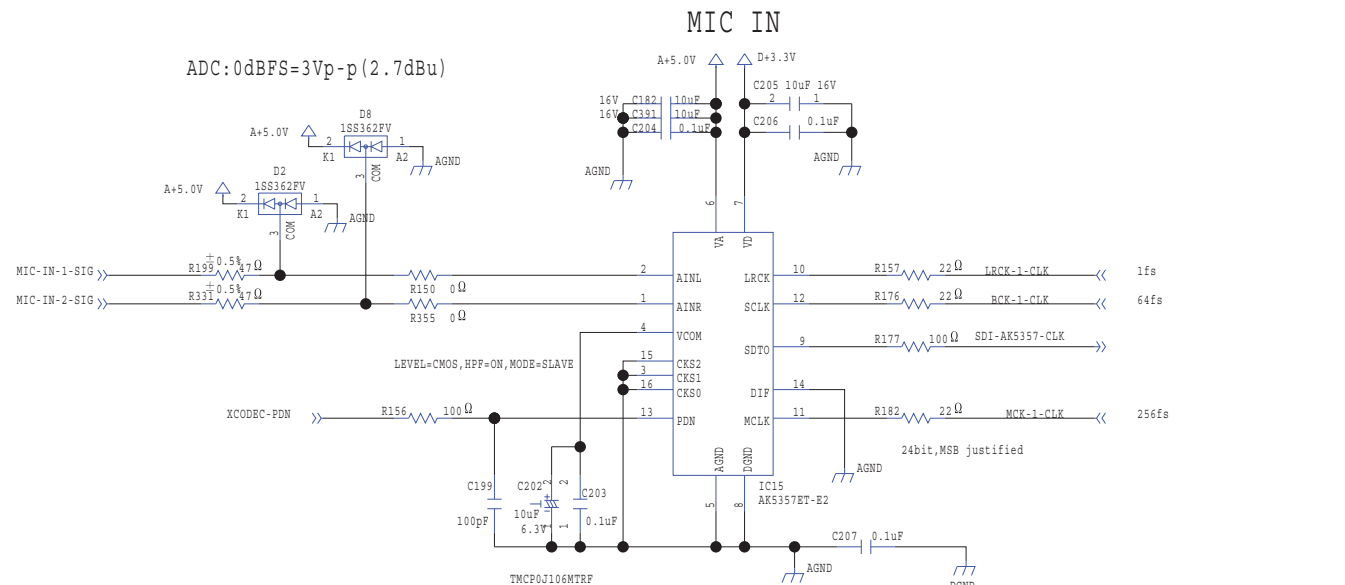 MIC IN
ADC:0dBFS=3Vp-p(2.7dBu)
A+5.0V
D+3.3V
C205 10uF 16V
2
1
16V C182 10uF
16V C391 10uF
C204 0.1uF
C206 0.1uF
AGND
AGND
D8
1SS362FV
A+5.0V
2
1
K1
A2
AGND
3
COM
D2
1SS362FV
A+5.0V
2
1
K1
A2
AGND
3
COM
6
7
VA
VD
MIC-IN-1-SIG
±0.5%
R199 47Ω
R150 0Ω
2
AINL
MIC-IN-2-SIG
±0.5%
R331 47Ω
R355 0Ω
1
AINR
4
VCOM
LEVEL=CMOS,HPF=ON,MODE=SLAVE
15
CKS2
3
CKS1
16
CKS0
XCODEC-PDN
R156 100Ω
13
PDN
LRCK
10
R157 22Ω
LRCK-1-CLK
1fs
SCLK
12
R176 22Ω
BCK-1-CLK
64fs
SDTO
9
R177 100Ω
SDI-AK5357-CLK
DIF
14
MCLK
11
R182 22Ω
MCK-1-CLK
256fs
24bit,MSB justified
AGND
AGND
DGND
5
8
IC15
AK5357ET-E2
C199
100pF
C202
2
+
10uF
6.3V
-
1
2
C203
0.1uF
1
TMCP0J106MTRF
AGND
C207 0.1uF